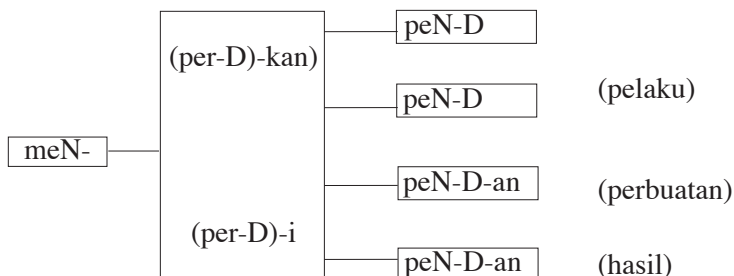 peN-D
(per-D)-kan)
peN-D
(pelaku)
meN-
peN-D-an
(perbuatan)
(per-D)-i
peN-D-an
(hasil)